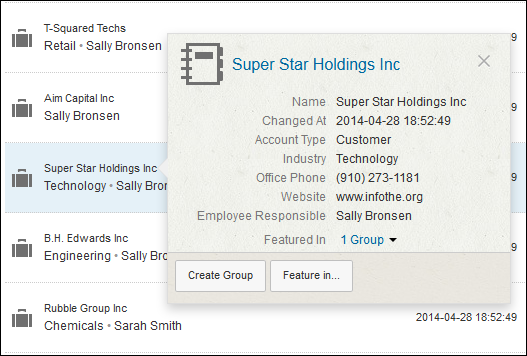 T-Squared Techs
Retail • Sally Bronsen
Aim Capital Inc
Sally Bronsen
Super Star Holdings Inc
Technology • Sally Bron
B.H. Edwards Inc
Engineering • Sally B
Rubble Group Inc
Chemicals • Sarah Smith
2014-04-28 18:52:49
9
9
9
9
Super Star Holdings Inc
Name Super Star Holdings Inc
Changed At 2014-04-28 18:52:49
Account Type Customer
Industry Technology
Office Phone (910) 273-1181
Website www.infothe.org
Employee Responsible Sally Bronsen
Featured In 1 Group
Create Group Feature in...